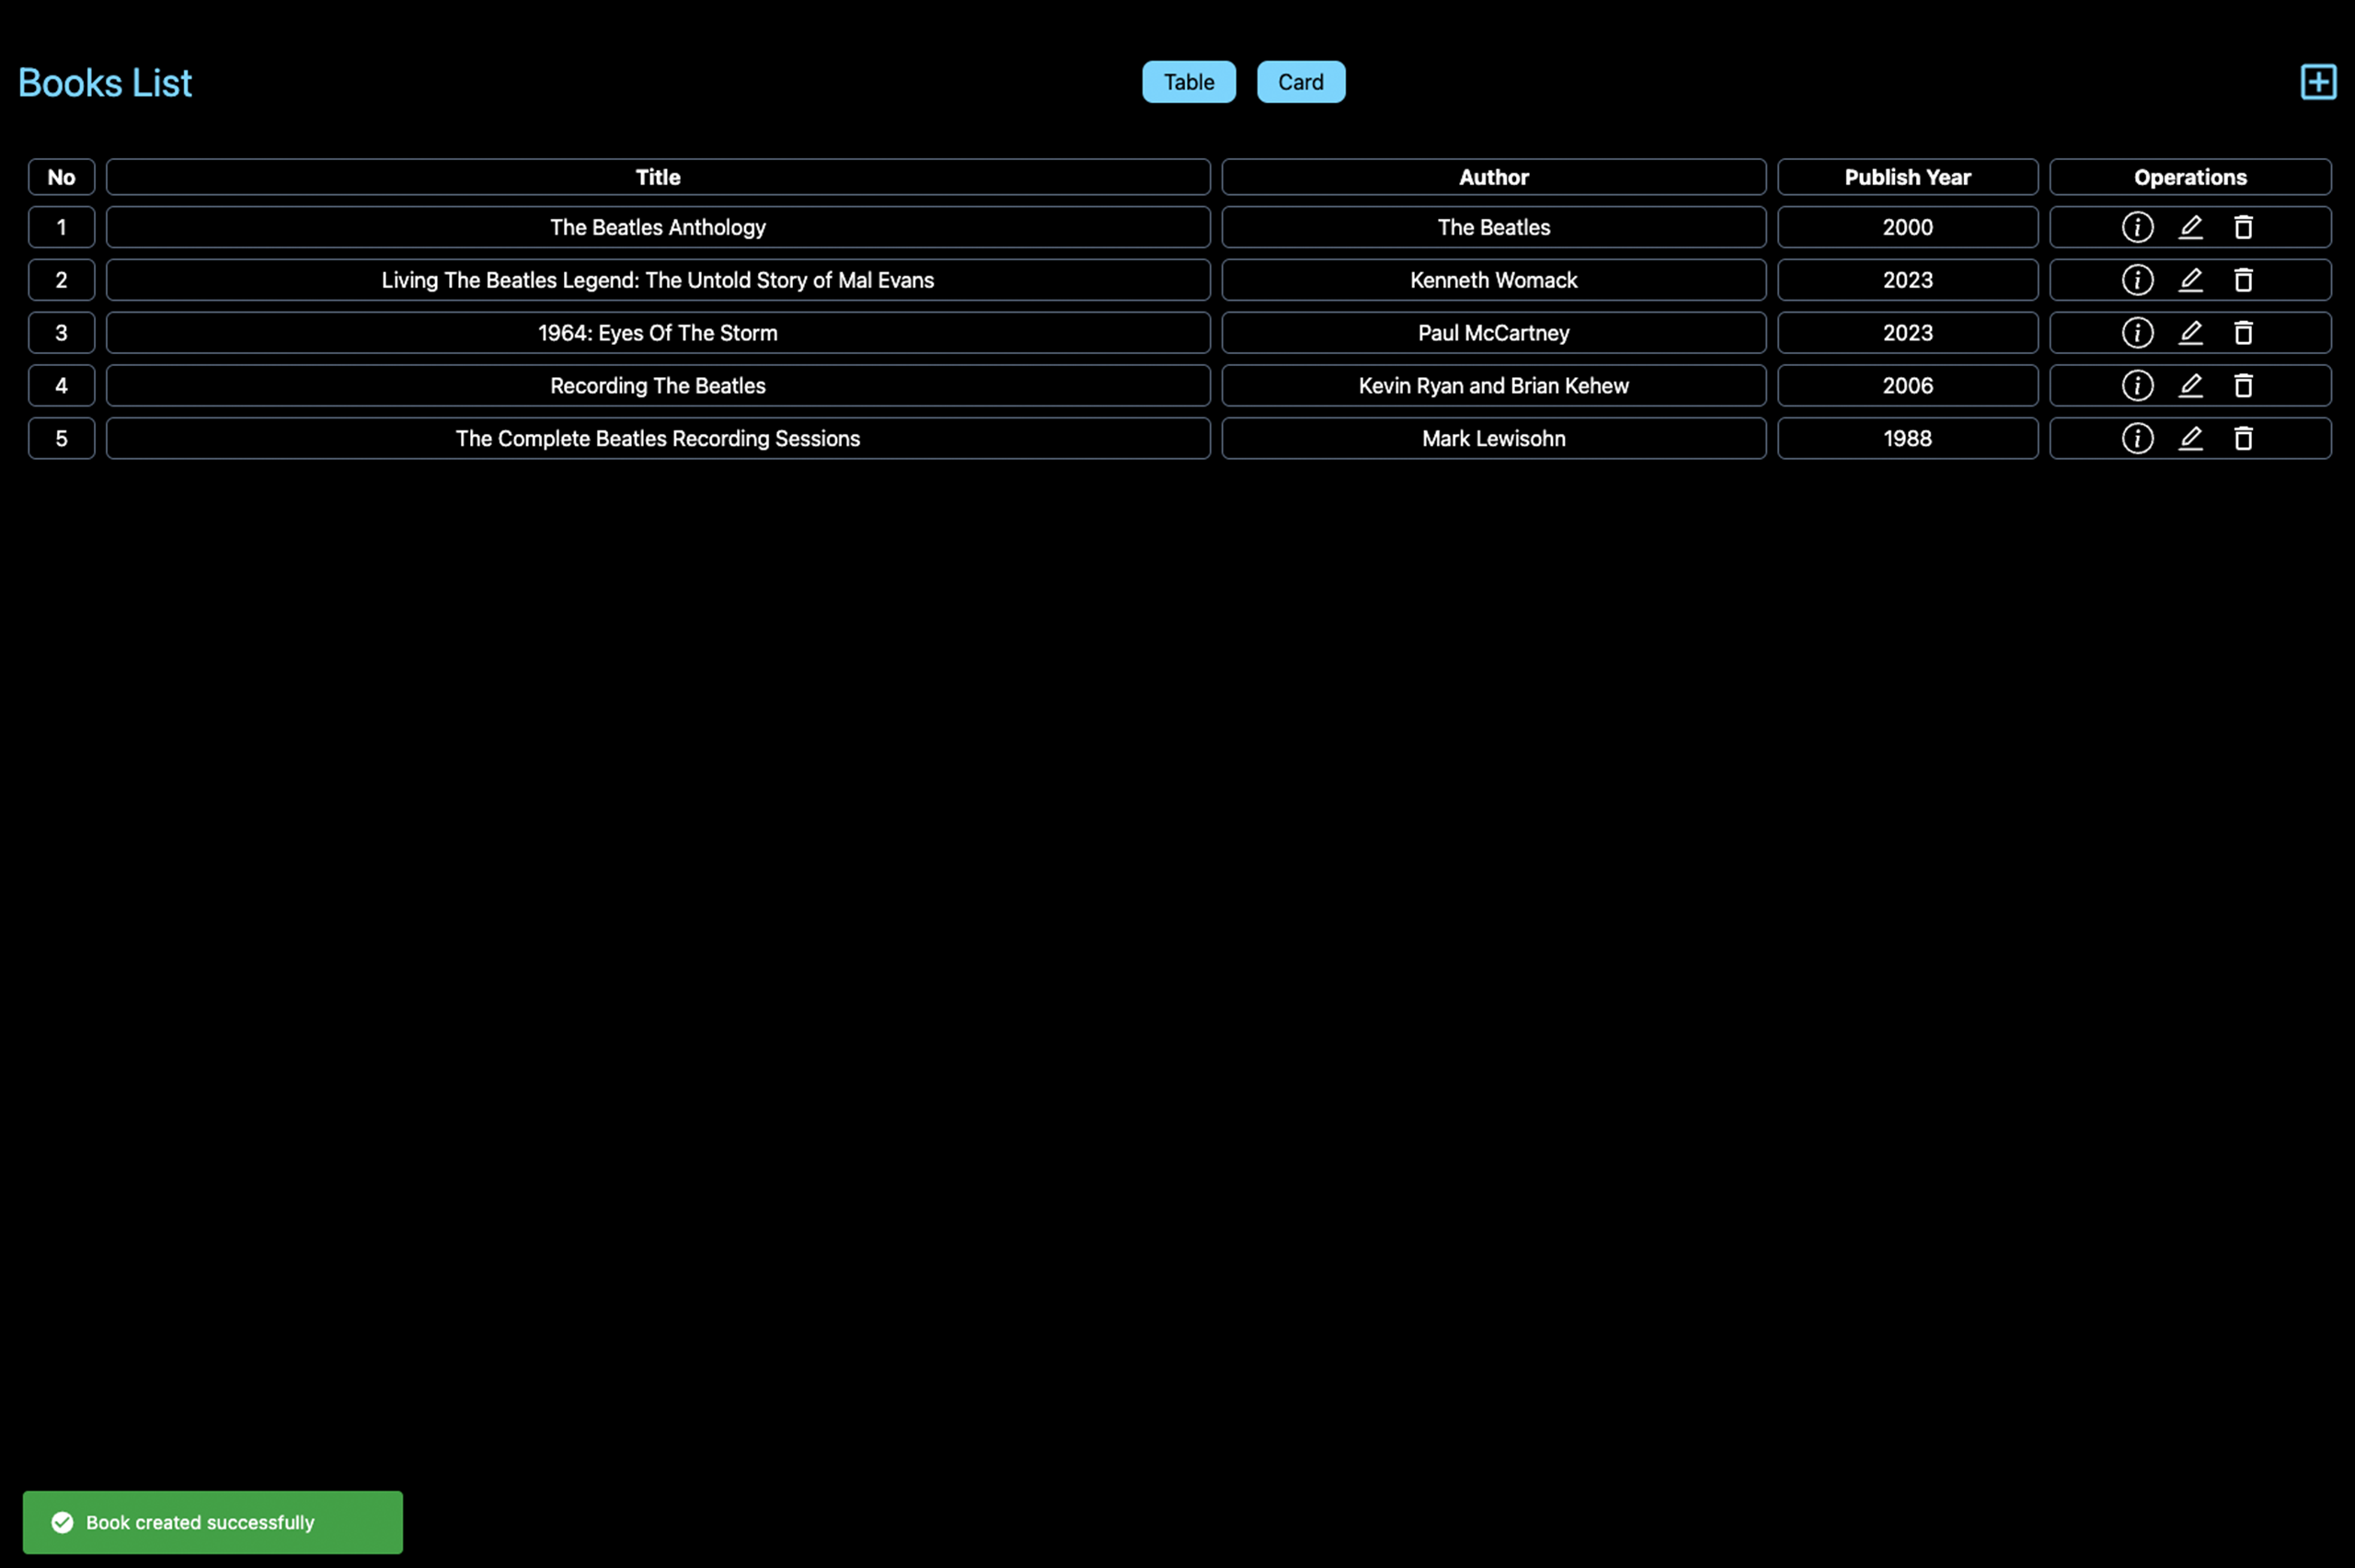 Books List
Table Card
No Title Author Publish Year Operations
1 The Beatles Anthology The Beatles 2000
2 Living The Beatles Legend: The Untold Story of Mal Evans Kenneth Womack 2023
3 1964: Eyes Of The Storm Paul McCartney 2023
4 Recording The Beatles Kevin Ryan and Brian Kehew 2006
5 The Complete Beatles Recording Sessions Mark Lewisohn 1988
Book created successfully